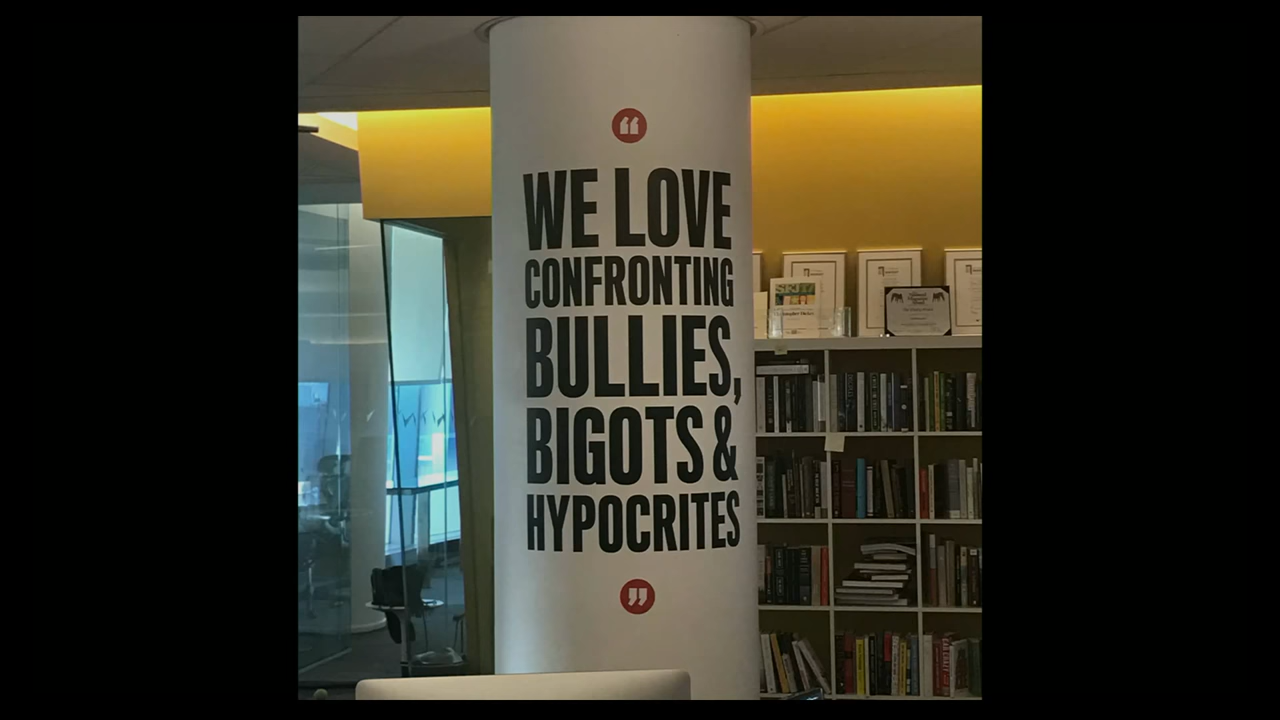 “
WE LOVE
CONFRONTING
BULLIES,
BIGOTS &
HYPOCRITES
”